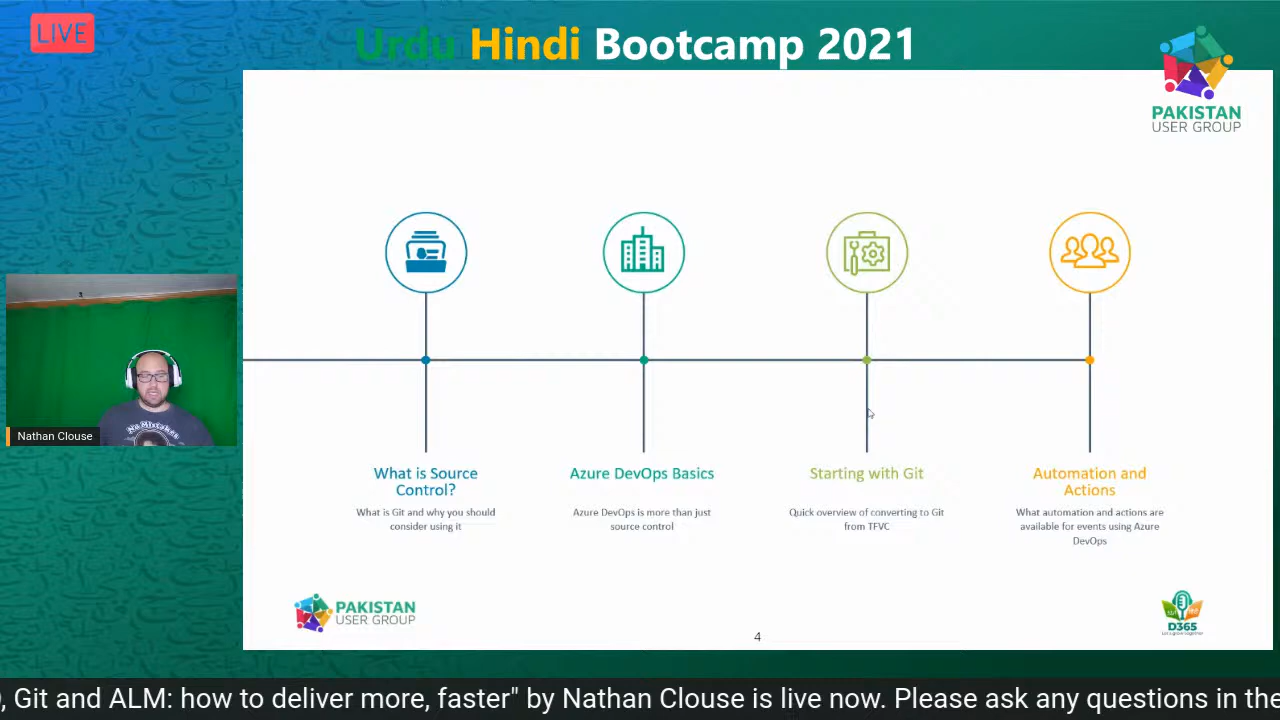 LIVE
Urdu Hindi Bootcamp 2021
PAKISTAN
USER GROUP
No Mistakes
Nathan Clouse
What is Source
Control?
What is Git and why you should
consider using it
Azure DevOps Basics
Azure DevOps is more than just
source control
Starting with Git
Quick overview of converting to Git
from TFVC
Automation and
Actions
What automation and actions are
available for events using Azure
DevOps
PAKISTAN
USER GROUP
4
D365
, Git and ALM: how to deliver more, faster" by Nathan Clouse is live now. Please ask any questions in the